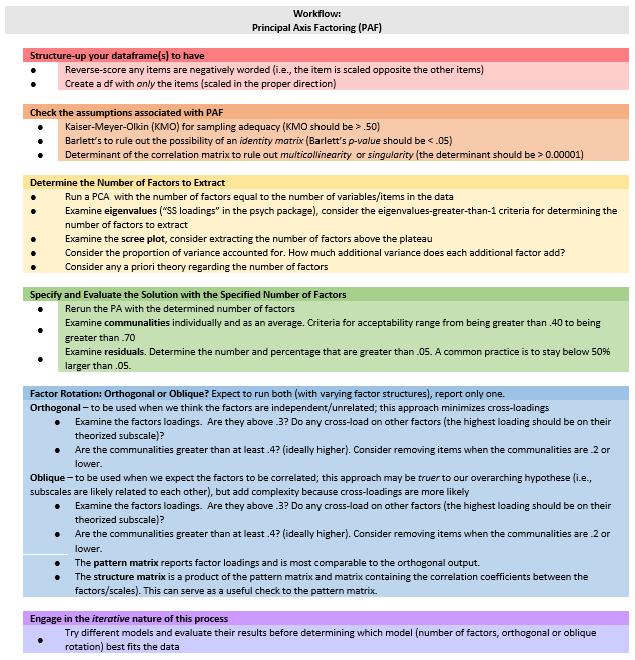 Workflow:
Principal Axis Factoring (PAF)
Structure-up your dataframe(s) to have
● Reverse-score any items are negatively worded (i.e., the item is scaled opposite the other items)
● Create a df with only the items (scaled in the proper direction)
Check the assumptions associated with PAF
● Kaiser-Meyer-Olkin (KMO) for sampling adequacy (KMO should be > .50)
● Barlett's to rule out the possibility of an identity matrix (Barlett's p-value should be < .05)
● Determinant of the correlation matrix to rule out multicollinearity or singularity (the determinant should be > 0.00001)
Determine the Number of Factors to Extract
● Run a PCA with the number of factors equal to the number of variables/items in the data
● Examine eigenvalues ("SS loadings" in the psych package), consider the eigenvalues-greater-than-1 criteria for determining the
number of factors to extract
● Examine the scree plot, consider extracting the number of factors above the plateau
● Consider the proportion of variance accounted for. How much additional variance does each additional factor add?
● Consider any a priori theory regarding the number of factors
Specify and Evaluate the Solution with the Specified Number of Factors
● Rerun the PA with the determined number of factors
● Examine communalities individually and as an average. Criteria for acceptability range from being greater than .40 to being
greater than .70
● Examine residuals. Determine the number and percentage that are greater than .05. A common practice is to stay below 50%
larger than .05.
Factor Rotation: Orthogonal or Oblique? Expect to run both (with varying factor structures), report only one.
Orthogonal – to be used when we think the factors are independent/unrelated; this approach minimizes cross-loadings
● Examine the factors loadings. Are they above .3? Do any cross-load on other factors (the highest loading should be on their
theorized subscale)?
● Are the communalities greater than at least .4? (ideally higher). Consider removing items when the communalities are .2 or
lower.
Oblique – to be used when we expect the factors to be correlated; this approach may be truer to our overarching hypothese (i.e.,
subscales are likely related to each other), but add complexity because cross-loadings are more likely
● Examine the factors loadings. Are they above .3? Do any cross-load on other factors (the highest loading should be on their
theorized subscale)?
● Are the communalities greater than at least .4? (ideally higher). Consider removing items when the communalities are .2 or
lower.
● The pattern matrix reports factor loadings and is most comparable to the orthogonal output.
● The structure matrix is a product of the pattern matrix and matrix containing the correlation coefficients between the
factors/scales). This can serve as a useful check to the pattern matrix.
Engage in the iterative nature of this process
● Try different models and evaluate their results before determining which model (number of factors, orthogonal or oblique
rotation) best fits the data